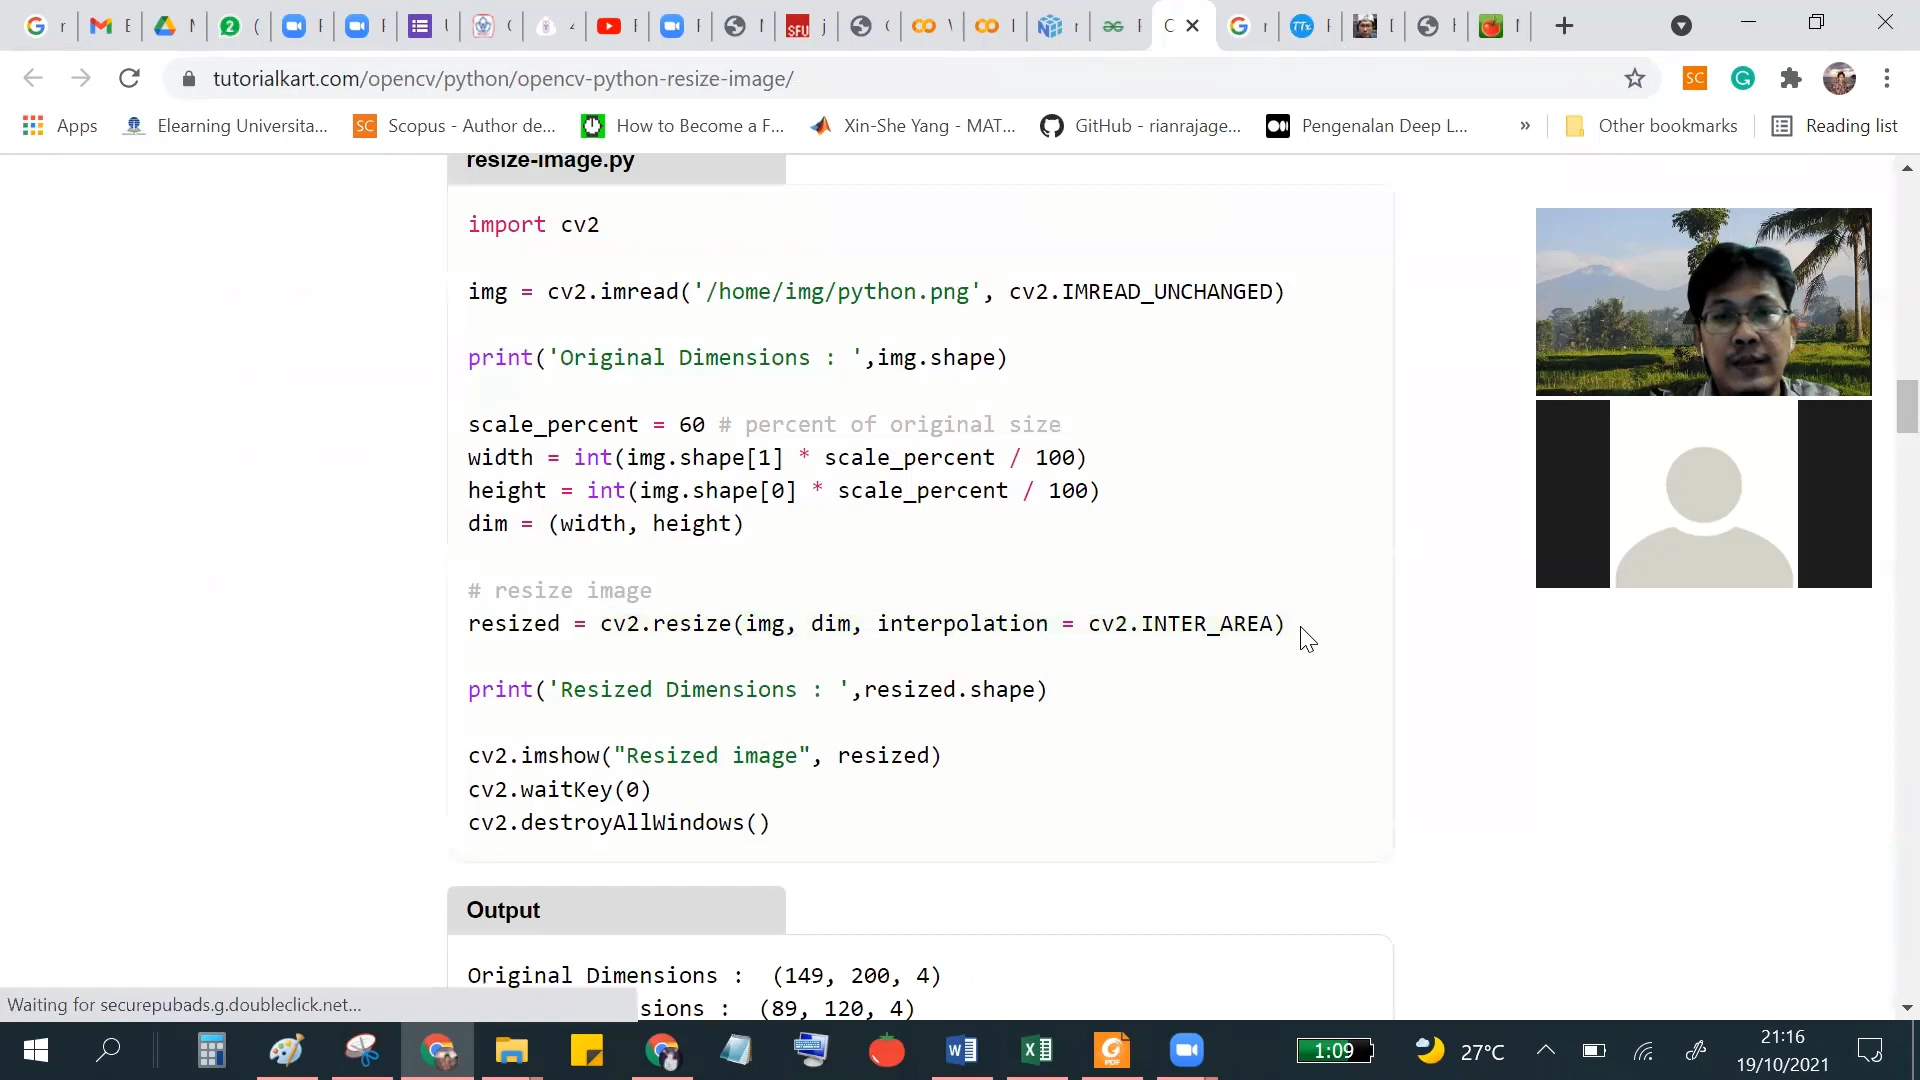 tutorialkart.com/opencv/python/opencv-python-resize-image/
Apps
Elearning Universita...
SC Scopus - Author de...
How to Become a F...
Xin-She Yang - MAT...
GitHub - rianrajage...
Pengenalan Deep L...
»
Other bookmarks
Reading list
resize-image.py
import cv2
img = cv2.imread('/home/img/python.png', cv2.IMREAD_UNCHANGED)
print('Original Dimensions : ',img.shape)
scale_percent = 60 # percent of original size
width = int(img.shape[1] * scale_percent / 100)
height = int(img.shape[0] * scale_percent / 100)
dim = (width, height)
# resize image
resized = cv2.resize(img, dim, interpolation = cv2.INTER_AREA)
print('Resized Dimensions : ',resized.shape)
cv2.imshow("Resized image", resized)
cv2.waitKey(0)
cv2.destroyAllWindows()
Output
Original Dimensions :  (149, 200, 4)
sions :  (89, 120, 4)
Waiting for securepubads.g.doubleclick.net...
1:09
27°C
21:16
19/10/2021